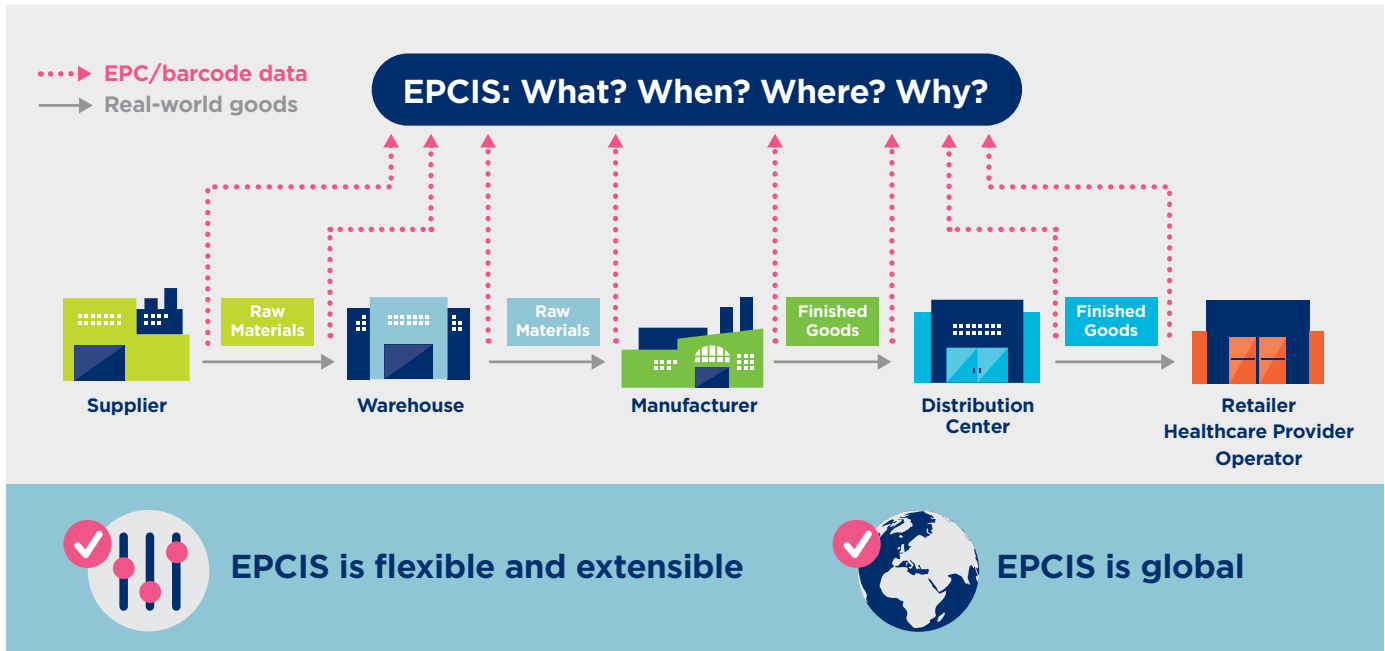 EPC/barcode data
Real-world goods
EPCIS: What? When? Where? Why?
Raw
Materials
Raw
Materials
Finished
Goods
Finished
Goods
Supplier
Warehouse
Manufacturer
Distribution
Center
Retailer
Healthcare Provider
Operator
EPCIS is flexible and extensible
EPCIS is global